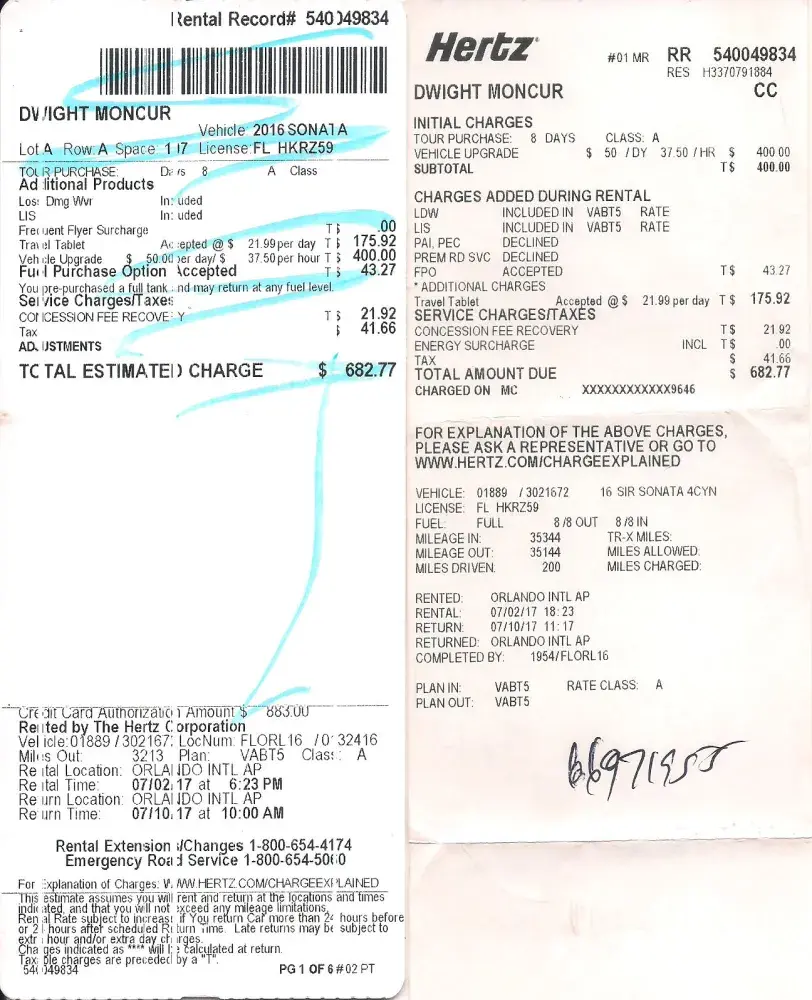 Rental Record# 540049834
DWIGHT MONCUR
Vehicle: 2016 SONATA
Lot A Row: A Space: 117 License: FL HKRZ59
TOUR PURCHASE: Days 8 A Class
Additional Products
Loss Dmg Wvr Included
LIS Included
Frequent Flyer Surcharge T $ .00
Travel Tablet Accepted @ $ 21.99 per day T $ 175.92
Vehicle Upgrade $ 50.00 per day/ $ 37.50 per hour T $ 400.00
Fuel Purchase Option Accepted T $ 43.27
You pre-purchased a full tank and may return at any fuel level.
Service Charges/Taxes
CONCESSION FEE RECOVERY T $ 21.92
Tax $ 41.66
ADJUSTMENTS
TOTAL ESTIMATED CHARGE $ 682.77
Credit Card Authorization Amount $ 883.00
Rented by The Hertz Corporation
Vehicle: 01889 / 302167 LocNum: FLORL16 / 32416
Miles Out: 3213 Plan: VABT5 Class: A
Rental Location: ORLANDO INTL AP
Rental Time: 07/02/17 at 6:23 PM
Return Location: ORLANDO INTL AP
Return Time: 07/10/17 at 10:00 AM
Rental Extension /Changes 1-800-654-4174
Emergency Road Service 1-800-654-5060
For Explanation of Charges: WWW.HERTZ.COM/CHARGEEXPLAINED
This estimate assumes you will rent and return at the locations and times
indicated, and that you will not exceed any mileage limitations.
Rental Rate subject to increase if You return Car more than 24 hours before
or 2 hours after scheduled Return Time. Late returns may be subject to
extra hour and/or extra day charges.
Charges indicated as "****" will be calculated at return.
Taxable charges are preceded by a "T".
540049834 PG 1 OF 6 #02 PT
Hertz
#01 MR RR 540049834
RES H3370791884
DWIGHT MONCUR CC
INITIAL CHARGES
TOUR PURCHASE: 8 DAYS CLASS: A
VEHICLE UPGRADE $ 50 /DY 37.50 /HR $ 400.00
SUBTOTAL T$ 400.00
CHARGES ADDED DURING RENTAL
LDW INCLUDED IN VABT5 RATE
LIS INCLUDED IN VABT5 RATE
PAI, PEC DECLINED
PREM RD SVC DECLINED
FPO ACCEPTED T$ 43.27
* ADDITIONAL CHARGES
Travel Tablet Accepted @ $ 21.99 per day T $ 175.92
SERVICE CHARGES/TAXES
CONCESSION FEE RECOVERY T$ 21.92
ENERGY SURCHARGE INCL T$ .00
TAX $ 41.66
TOTAL AMOUNT DUE $ 682.77
CHARGED ON MC XXXXXXXXXXXX9646
FOR EXPLANATION OF THE ABOVE CHARGES,
PLEASE ASK A REPRESENTATIVE OR GO TO
WWW.HERTZ.COM/CHARGEEXPLAINED
VEHICLE: 01889 / 3021672 16 SIR SONATA 4CYN
LICENSE: FL HKRZ59
FUEL: FULL 8/8 OUT 8/8 IN
MILEAGE IN: 35344 TR-X MILES:
MILEAGE OUT: 35144 MILES ALLOWED:
MILES DRIVEN: 200 MILES CHARGED:
RENTED: ORLANDO INTL AP
RENTAL: 07/02/17 18:23
RETURN: 07/10/17 11:17
RETURNED: ORLANDO INTL AP
COMPLETED BY: 1954/FLORL16
PLAN IN: VABT5 RATE CLASS: A
PLAN OUT: VABT5